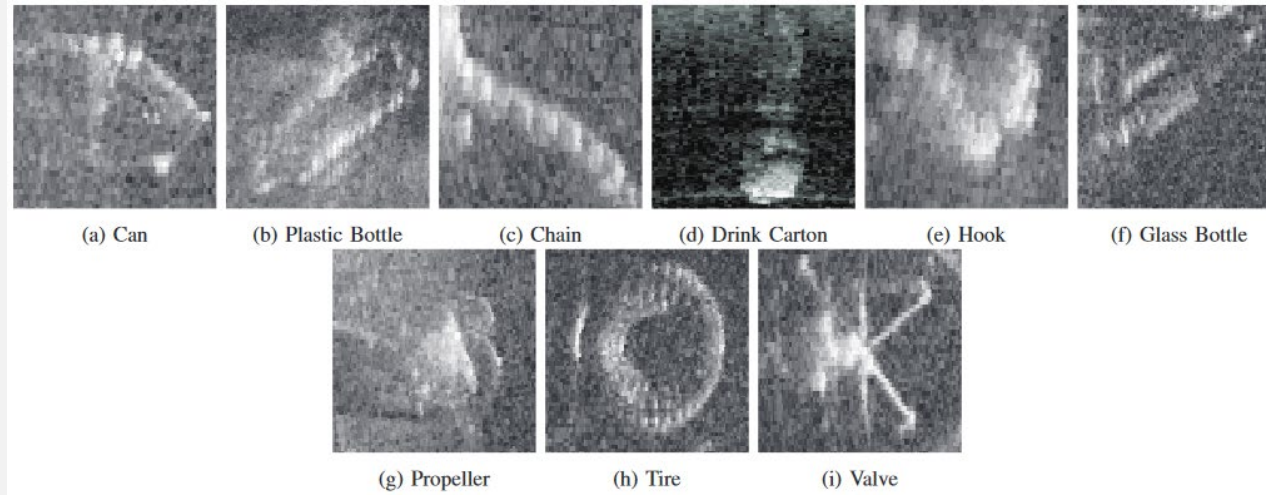 (a) Can (b) Plastic Bottle (c) Chain (d) Drink Carton (e) Hook (f) Glass Bottle
(g) Propeller (h) Tire (i) Valve